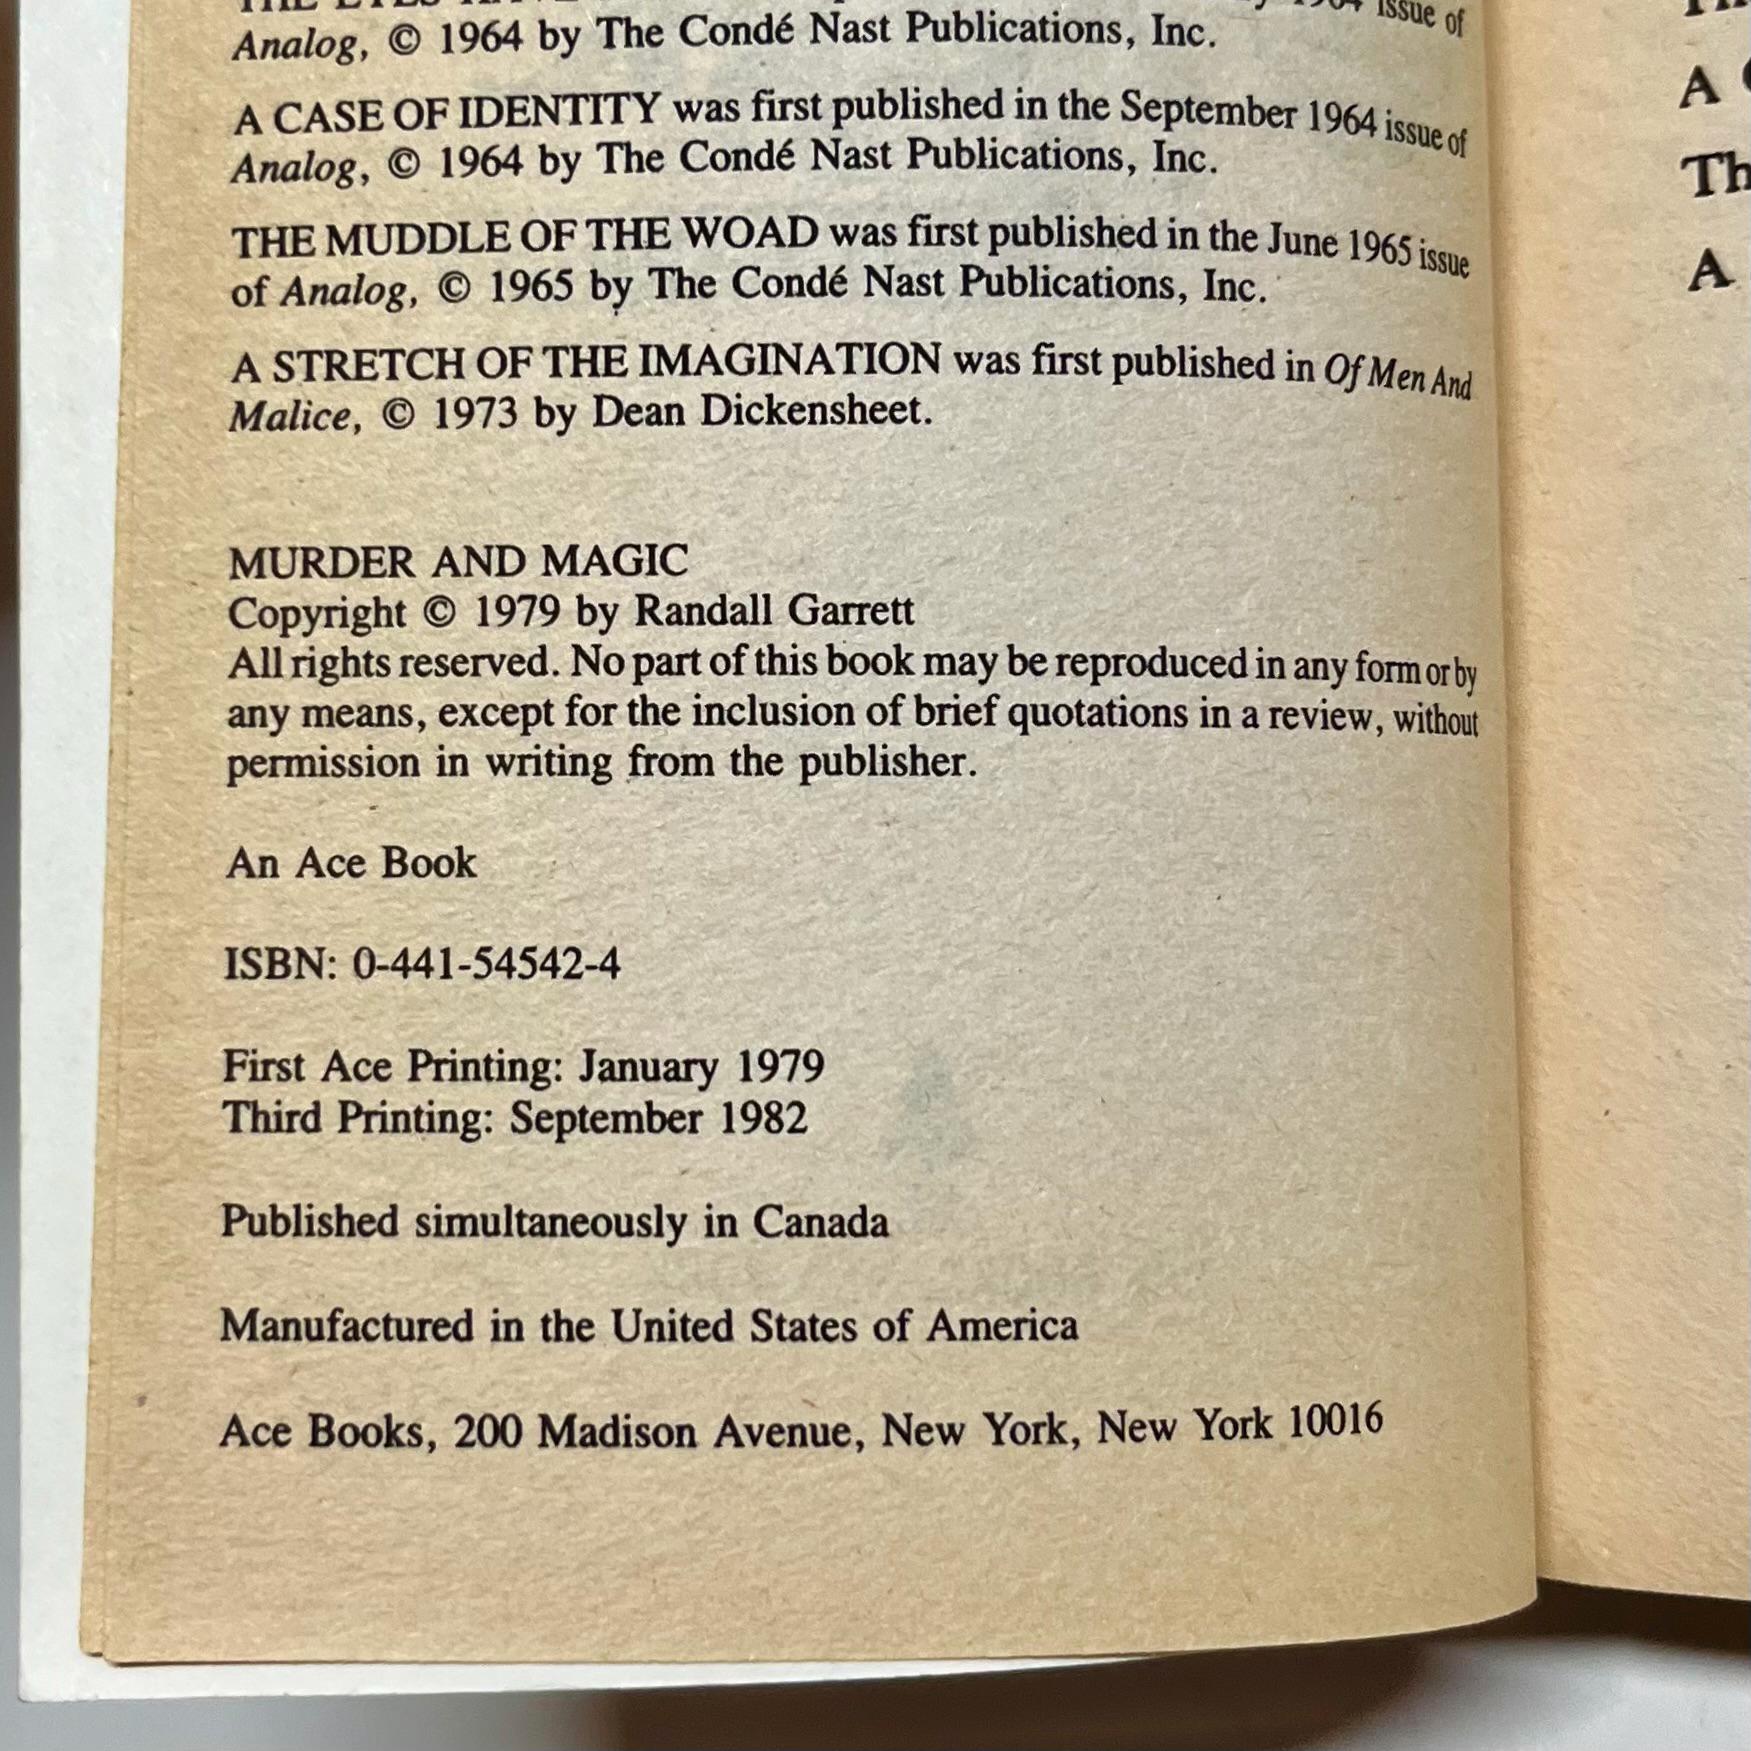 THE EYES HAVE
1964 issue of
Analog, © 1964 by The Condé Nast Publications, Inc.
A CASE OF IDENTITY was first published in the September 1964 issue of
Analog, © 1964 by The Condé Nast Publications, Inc.
THE MUDDLE OF THE WOAD was first published in the June 1965 issue
of Analog, © 1965 by The Condé Nast Publications, Inc.
A STRETCH OF THE IMAGINATION was first published in Of Men And
Malice, © 1973 by Dean Dickensheet.
MURDER AND MAGIC
Copyright © 1979 by Randall Garrett
All rights reserved. No part of this book may be reproduced in any form or by
any means, except for the inclusion of brief quotations in a review, without
permission in writing from the publisher.
An Ace Book
ISBN: 0-441-54542-4
First Ace Printing: January 1979
Third Printing: September 1982
Published simultaneously in Canada
Manufactured in the United States of America
Ace Books, 200 Madison Avenue, New York, New York 10016
A
Th
A